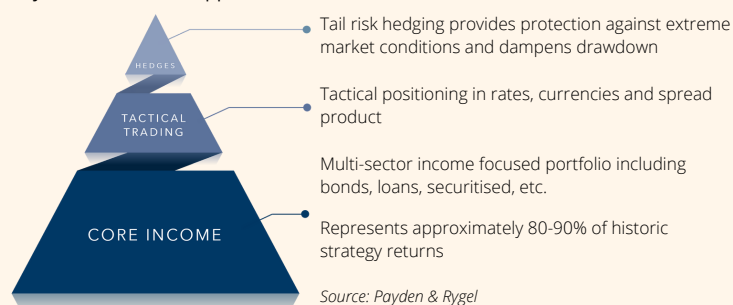 Tail risk hedging provides protection against extreme
market conditions and dampens drawdown
HEDGES
Tactical positioning in rates, currencies and spread
product
TACTICAL
TRADING
Multi-sector income focused portfolio including
bonds, loans, securitised, etc.
CORE INCOME
Represents approximately 80-90% of historic
strategy returns
Source: Payden & Rygel